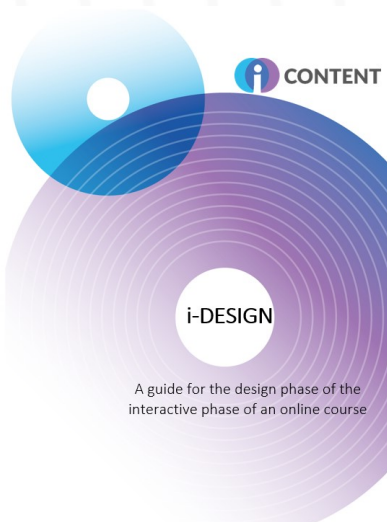 i CONTENT
i-DESIGN
A guide for the design phase of the
interactive phase of an online course